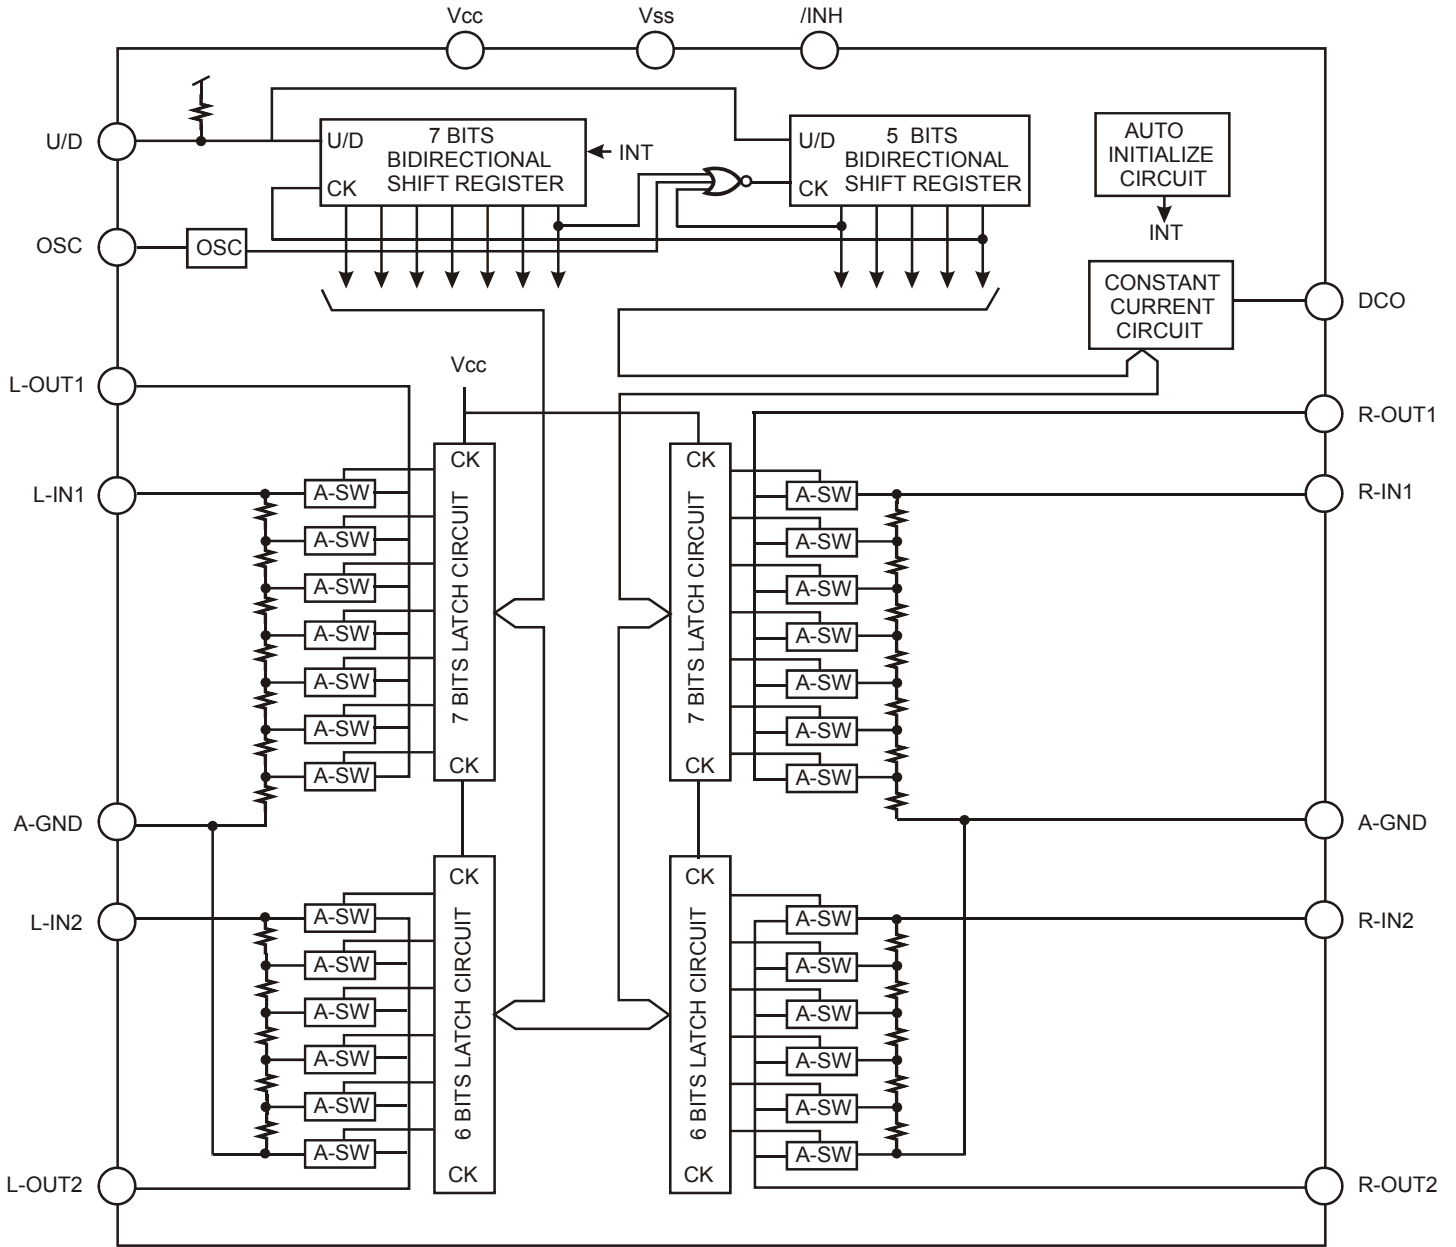 Vcc
Vss
/INH
U/D
U/D
7 BITS
BIDIRECTIONAL
SHIFT REGISTER
CK
INT
U/D
5 BITS
BIDIRECTIONAL
SHIFT REGISTER
CK
AUTO
INITIALIZE
CIRCUIT
INT
OSC
OSC
CONSTANT
CURRENT
CIRCUIT
DCO
L-OUT1
Vcc
R-OUT1
L-IN1
A-SW
A-SW
A-SW
A-SW
A-SW
A-SW
A-SW
CK
7 BITS LATCH CIRCUIT
CK
CK
7 BITS LATCH CIRCUIT
CK
A-SW
A-SW
A-SW
A-SW
A-SW
A-SW
A-SW
R-IN1
A-GND
A-GND
L-IN2
A-SW
A-SW
A-SW
A-SW
A-SW
A-SW
CK
6 BITS LATCH CIRCUIT
CK
CK
6 BITS LATCH CIRCUIT
CK
A-SW
A-SW
A-SW
A-SW
A-SW
A-SW
R-IN2
L-OUT2
R-OUT2